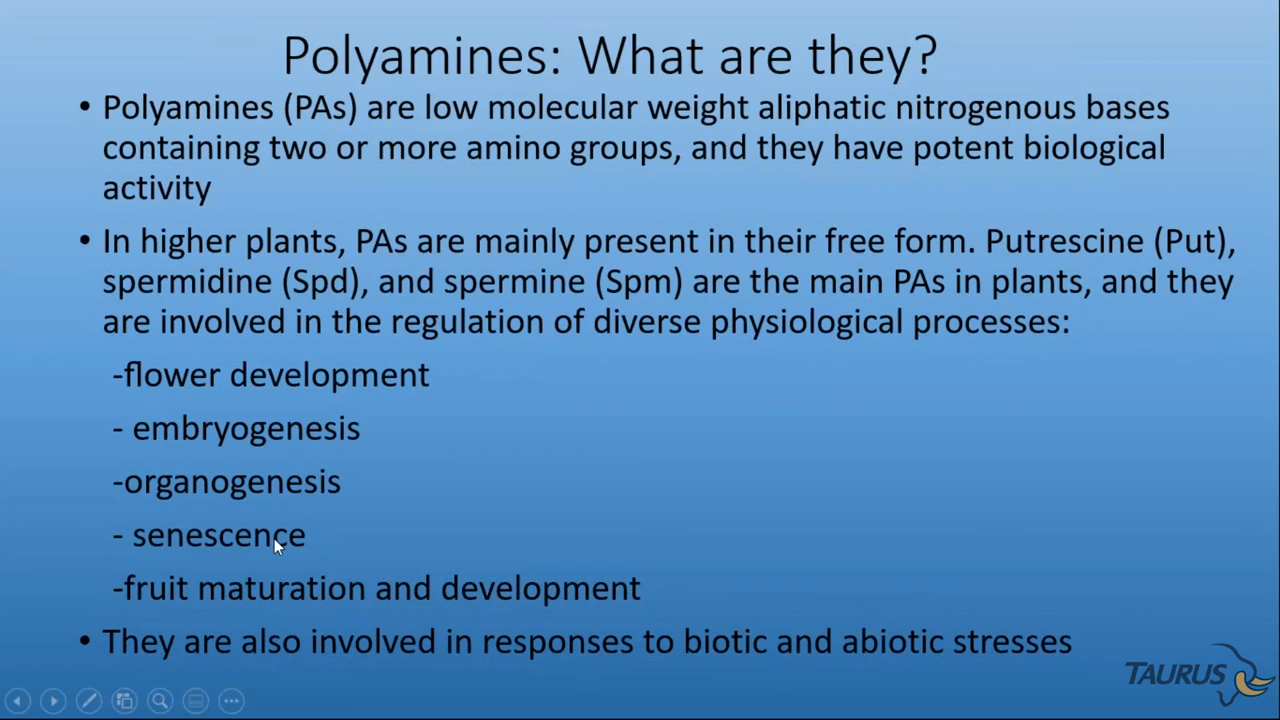 Polyamines: What are they?
• Polyamines (PAs) are low molecular weight aliphatic nitrogenous bases
containing two or more amino groups, and they have potent biological
activity
• In higher plants, PAs are mainly present in their free form. Putrescine (Put),
spermidine (Spd), and spermine (Spm) are the main PAs in plants, and they
are involved in the regulation of diverse physiological processes:
-flower development
- embryogenesis
-organogenesis
- senescence
-fruit maturation and development
• They are also involved in responses to biotic and abiotic stresses
TAURUS